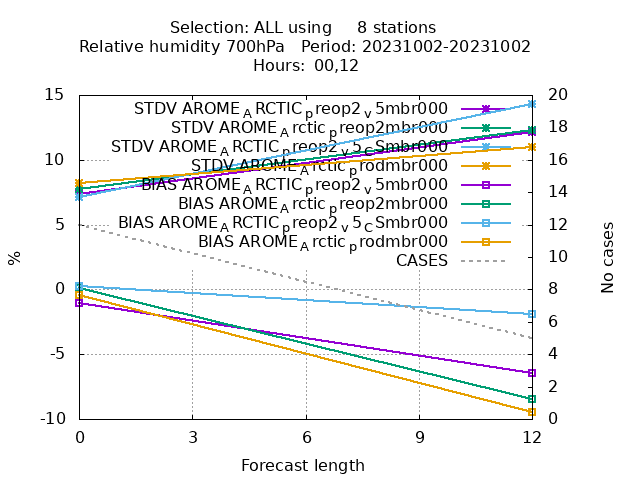 Selection: ALL using 8 stations
Relative humidity 700hPa Period: 20231002-20231002
Hours: 00,12
15
20
STDV AROME_ARCTIC_preop2_v5mbr000
18
STDV AROME_Arctic_preop2mbr000
STDV AROME_ARCTIC_preop2_v5_CSmbr000
10
16
STDV AROME_Arctic_prodmbr000
BIAS AROME_ARCTIC_preop2_v5mbr000
14
BIAS AROME_Arctic_preop2mbr000
5
12
BIAS AROME_ARCTIC_preop2_v5_CSmbr000
BIAS AROME_Arctic_prodmbr000
10
CASES
%
No cases
0
8
6
-5
4
2
-10
0
0 3 6 9 12
Forecast length